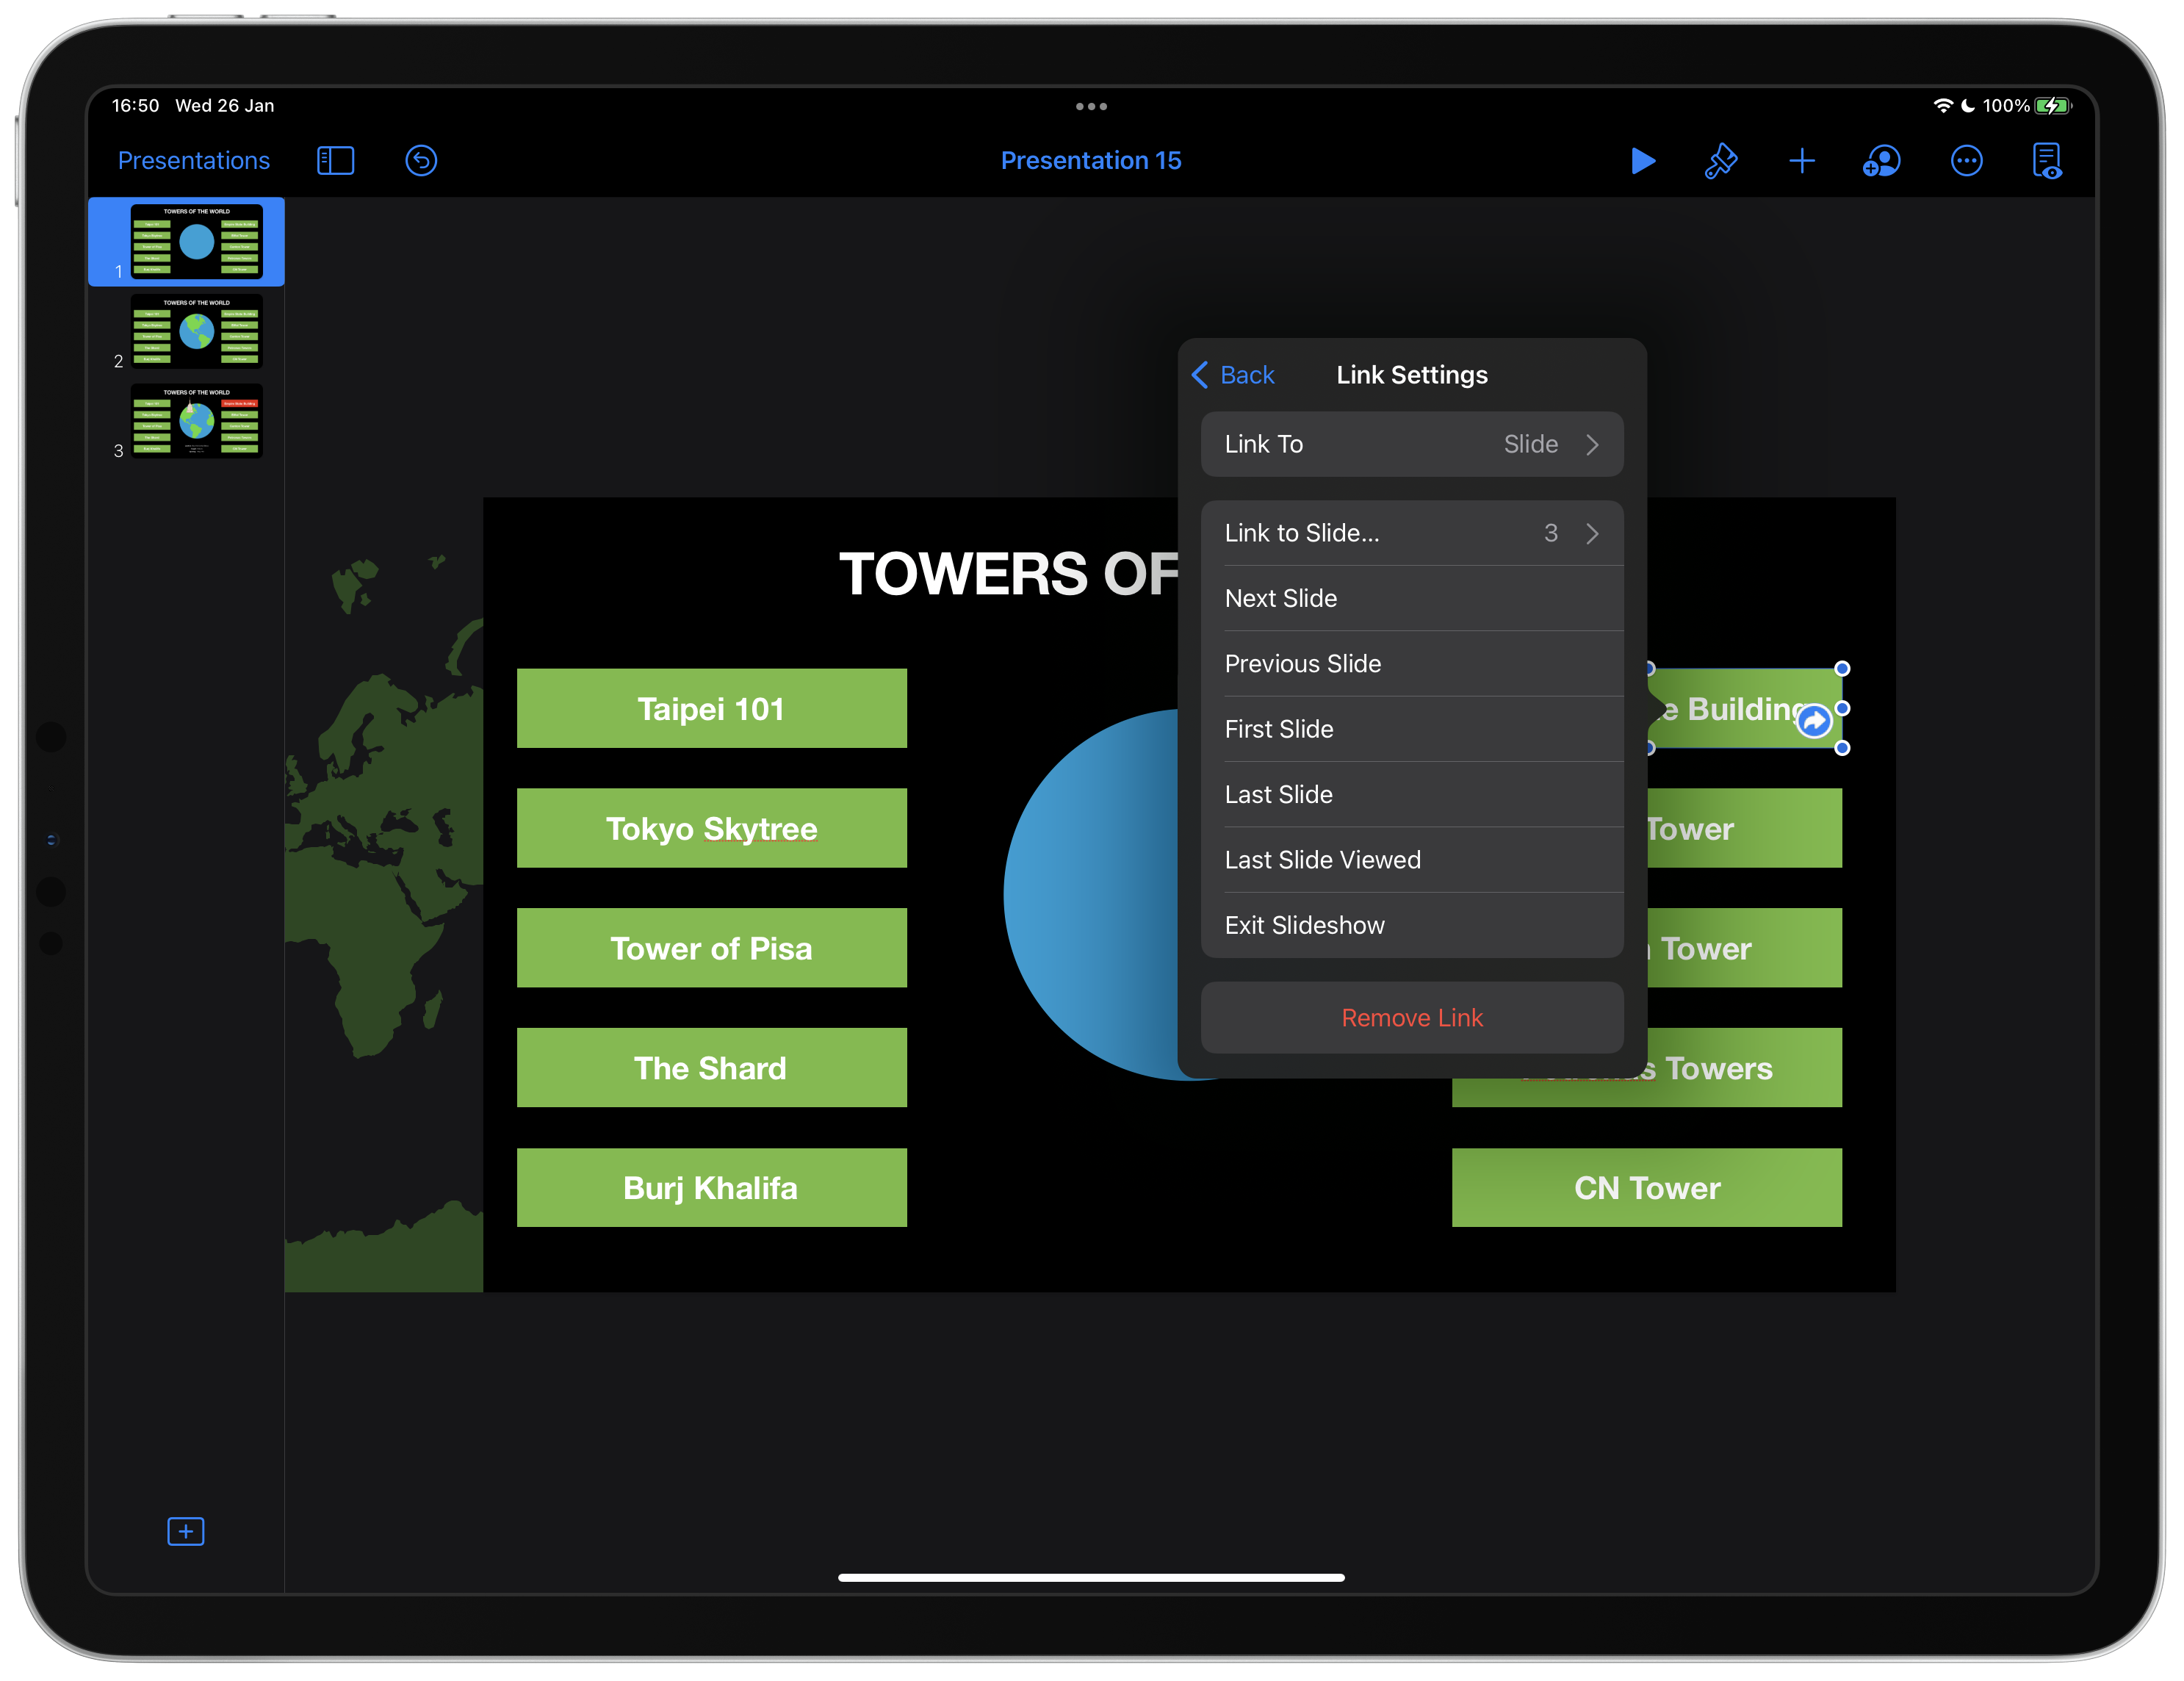 16:50 Wed 26 Jan
100%
Presentations
Presentation 15
TOWERS OF THE WORLD
1
TOWERS OF THE WORLD
2
TOWERS OF THE WORLD
3
Back
Link Settings
Link To Slide
Link to Slide... 3
Next Slide
Previous Slide
First Slide
Last Slide
Last Slide Viewed
Exit Slideshow
Remove Link
TOWERS OF
Taipei 101
Tokyo Skytree
Tower of Pisa
The Shard
Burj Khalifa
e Building
Tower
Tower
Towers
CN Tower